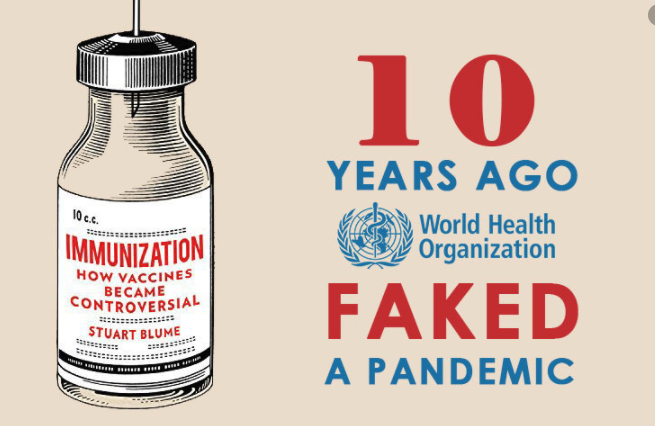 10 c.c.
IMMUNIZATION
HOW VACCINES
BECAME
CONTROVERSIAL
STUART BLUME
10
YEARS AGO
World Health
Organization
FAKED
A PANDEMIC